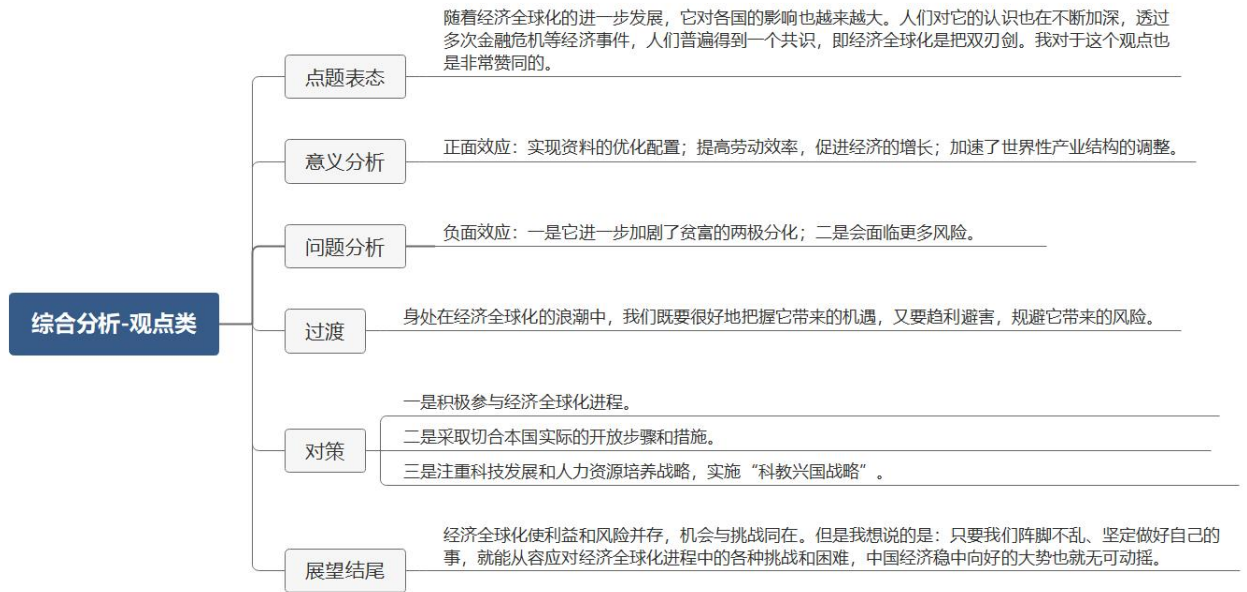 综合分析-观点类
点题表态
随着经济全球化的进一步发展，它对各国的影响也越来越大。人们对它的认识也在不断加深，透过
多次金融危机等经济事件，人们普遍得到一个共识，即经济全球化是把双刃剑。我对于这个观点也
是非常赞同的。
意义分析
正面效应：实现资料的优化配置；提高劳动效率，促进经济的增长；加速了世界性产业结构的调整。
问题分析
负面效应：一是它进一步加剧了贫富的两极分化；二是会面临更多风险。
过渡
身处在经济全球化的浪潮中，我们既要很好地把握它带来的机遇，又要趋利避害，规避它带来的风险。
对策
一是积极参与经济全球化进程。
二是采取切合本国实际的开放步骤和措施。
三是注重科技发展和人力资源培养战略，实施“科教兴国战略”。
展望结尾
经济全球化使利益和风险并存，机会与挑战同在。但是我想说的是：只要我们阵脚不乱、坚定做好自己的
事，就能从容应对经济全球化进程中的各种挑战和困难，中国经济稳中向好的大势也就无可动摇。